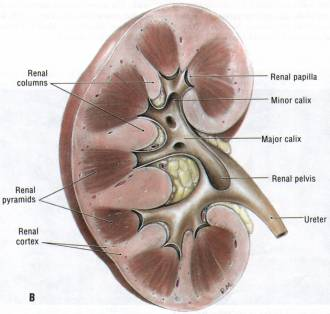 Renal
columns
Renal papilla
Minor calix
Major calix
Renal pelvis
Renal
pyramids
Ureter
Renal
cortex
B